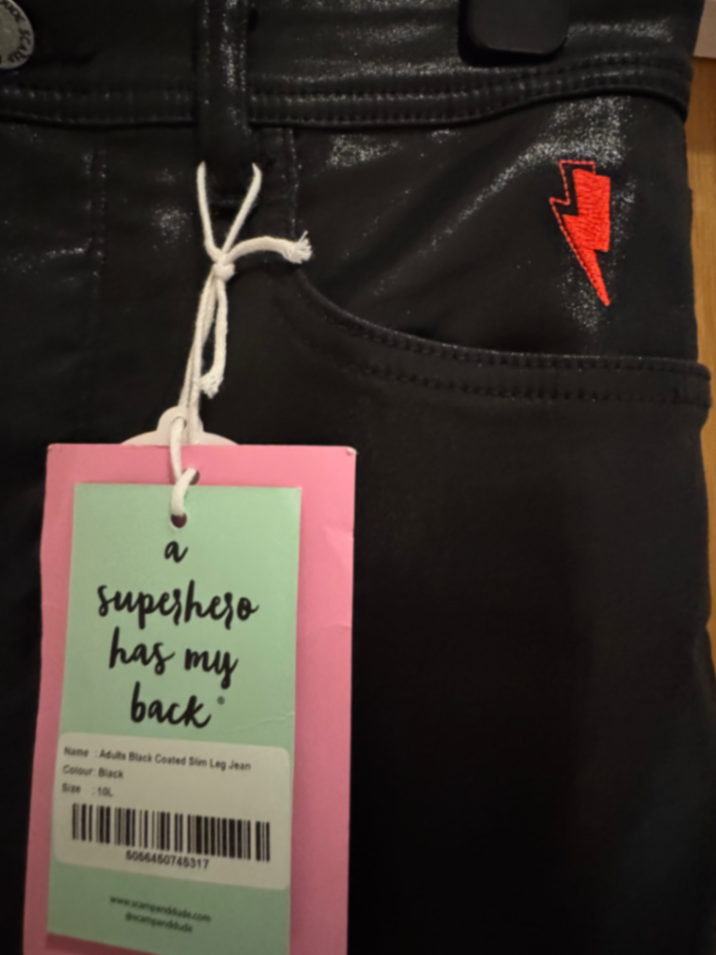 a
superhero
has my
back®
Name : Adults Black Coated Slim Leg Jean
Colour: Black
Size : 10L
5056450745317
www.scampanddude.com
@scampanddude